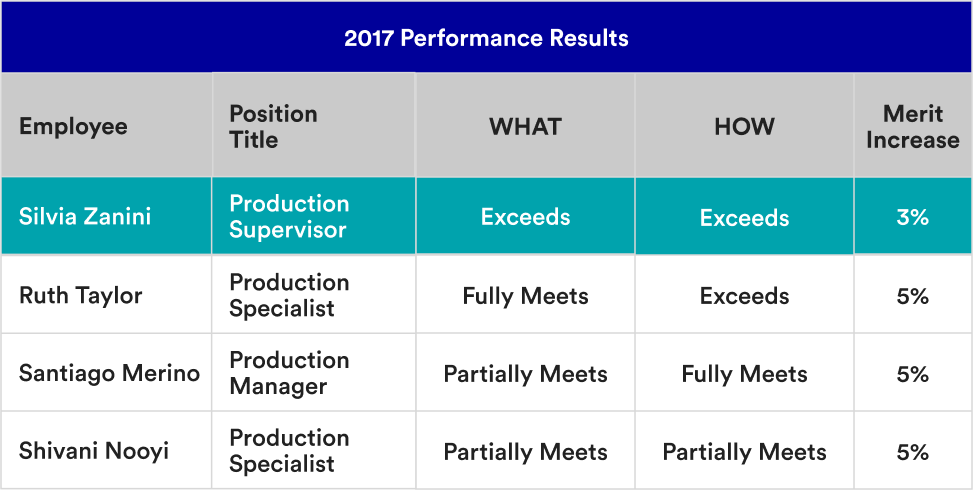 2017 Performance Results
Employee
Position
Title
WHAT
HOW
Merit
Increase
Silvia Zanini
Production
Supervisor
Exceeds
Exceeds
3%
Ruth Taylor
Production
Specialist
Fully Meets
Exceeds
5%
Santiago Merino
Production
Manager
Partially Meets
Fully Meets
5%
Shivani Nooyi
Production
Specialist
Partially Meets
Partially Meets
5%